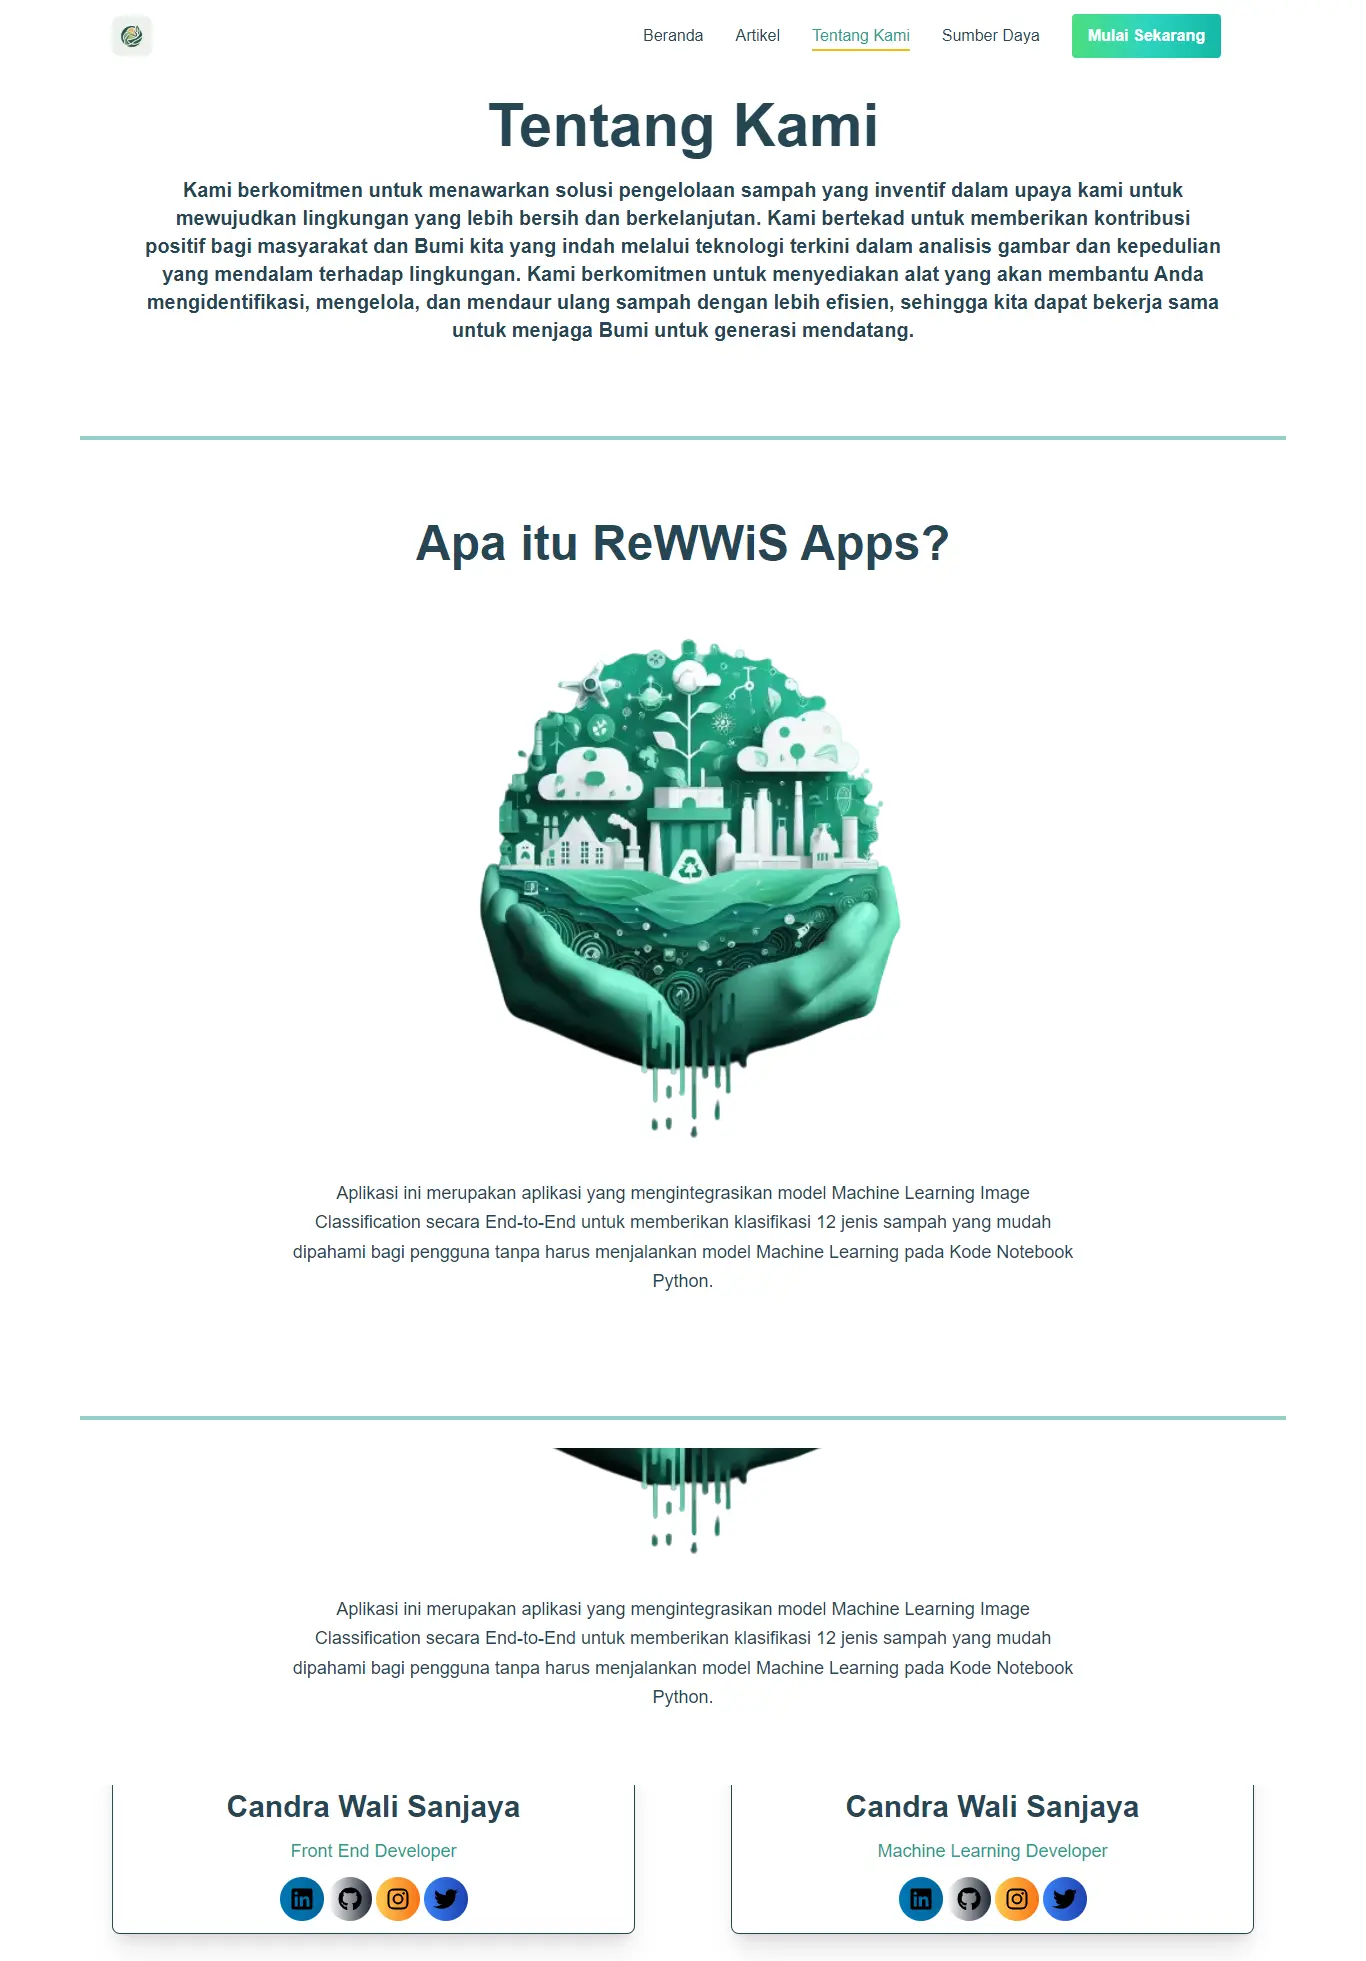 Beranda
Artikel
Tentang Kami
Sumber Daya
Mulai Sekarang
Tentang Kami
Kami berkomitmen untuk menawarkan solusi pengelolaan sampah yang inventif dalam upaya kami untuk
mewujudkan lingkungan yang lebih bersih dan berkelanjutan. Kami bertekad untuk memberikan kontribusi
positif bagi masyarakat dan Bumi kita yang indah melalui teknologi terkini dalam analisis gambar dan kepedulian
yang mendalam terhadap lingkungan. Kami berkomitmen untuk menyediakan alat yang akan membantu Anda
mengidentifikasi, mengelola, dan mendaur ulang sampah dengan lebih efisien, sehingga kita dapat bekerja sama
untuk menjaga Bumi untuk generasi mendatang.
Apa itu ReWWiS Apps?
Aplikasi ini merupakan aplikasi yang mengintegrasikan model Machine Learning Image
Classification secara End-to-End untuk memberikan klasifikasi 12 jenis sampah yang mudah
dipahami bagi pengguna tanpa harus menjalankan model Machine Learning pada Kode Notebook
Python.
Aplikasi ini merupakan aplikasi yang mengintegrasikan model Machine Learning Image
Classification secara End-to-End untuk memberikan klasifikasi 12 jenis sampah yang mudah
dipahami bagi pengguna tanpa harus menjalankan model Machine Learning pada Kode Notebook
Python.
Candra Wali Sanjaya
Front End Developer
Candra Wali Sanjaya
Machine Learning Developer